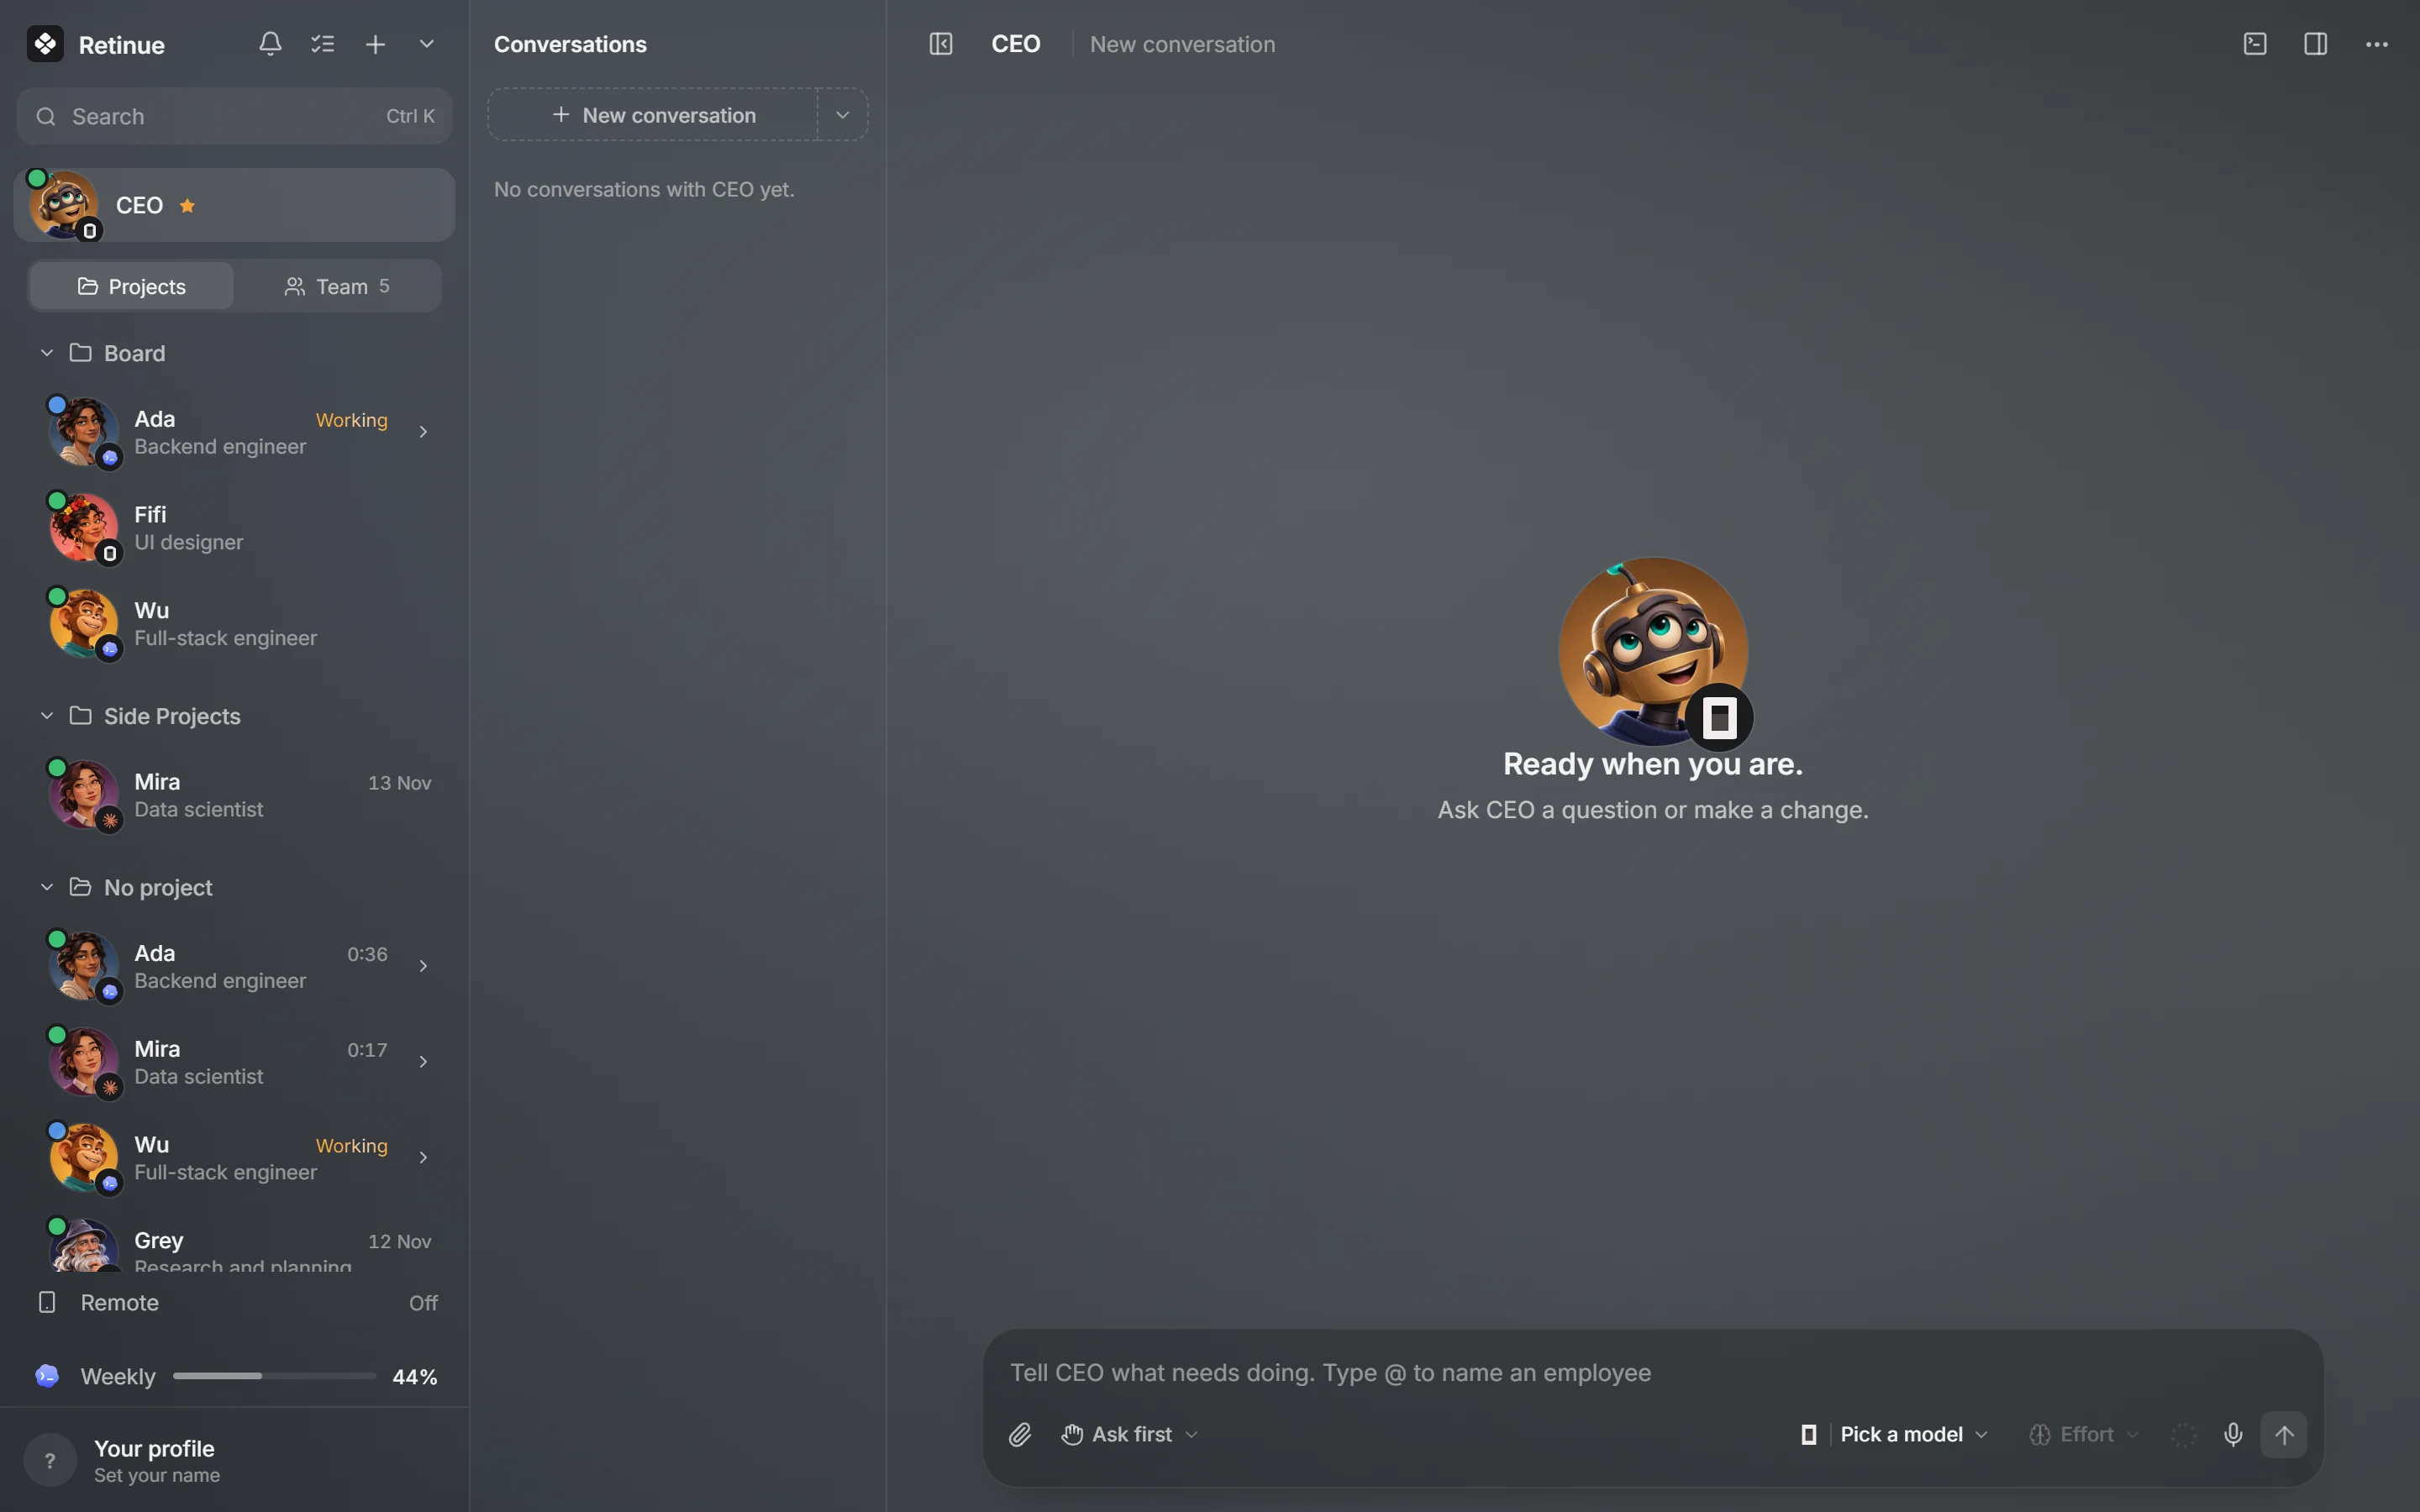 Retinue
Search Ctrl K
CEO
Projects Team 5
Board
Ada Working
Backend engineer
Fifi
UI designer
Wu
Full-stack engineer
Side Projects
Mira 13 Nov
Data scientist
No project
Ada 0:36
Backend engineer
Mira 0:17
Data scientist
Wu Working
Full-stack engineer
Grey 12 Nov
Research and planning
Remote Off
Weekly 44%
? Your profile
Set your name
Conversations
New conversation
No conversations with CEO yet.
CEO New conversation
Ready when you are.
Ask CEO a question or make a change.
Tell CEO what needs doing. Type @ to name an employee
Ask first Pick a model Effort